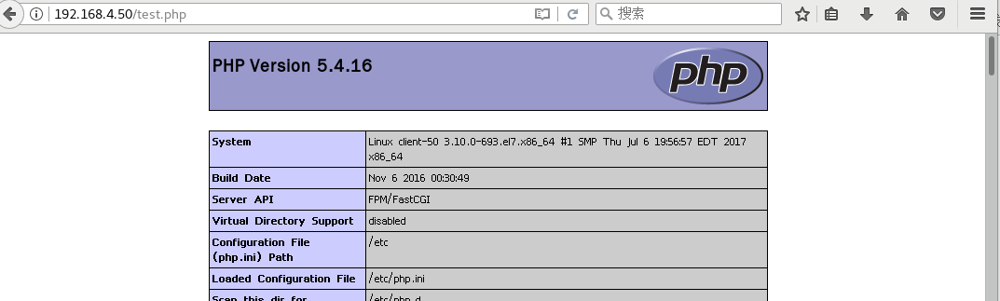 192.168.4.50/test.php
搜索
PHP Version 5.4.16
php
System
Linux client-50 3.10.0-693.el7.x86_64 #1 SMP Thu Jul 6 19:56:57 EDT 2017
x86_64
Build Date
Nov 6 2016 00:30:49
Server API
FPM/FastCGI
Virtual Directory Support
disabled
Configuration File
(php.ini) Path
/etc
Loaded Configuration File
/etc/php.ini
Scan this dir for
/etc/php.d